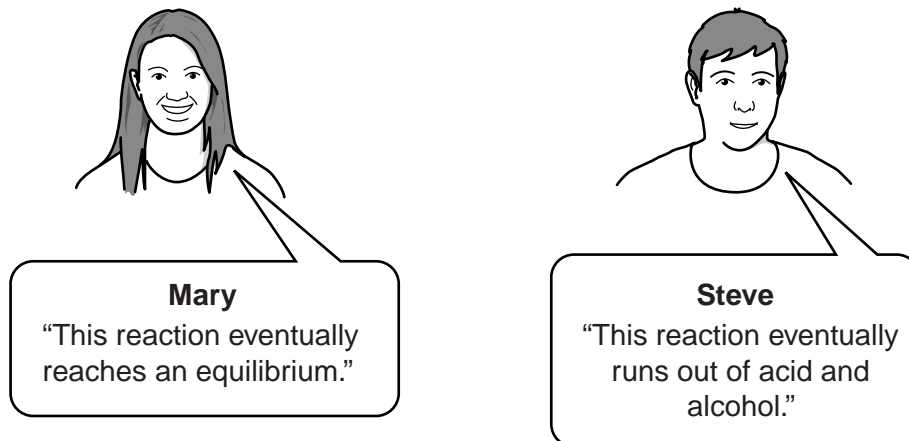 Mary
“This reaction eventually
reaches an equilibrium.”
Steve
“This reaction eventually
runs out of acid and
alcohol.”